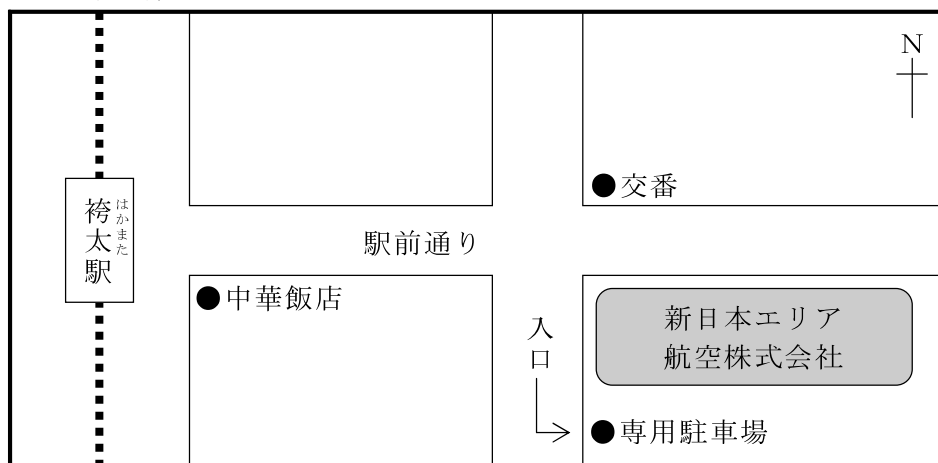 N
交番
袴太駅
はかまた
駅前通り
中華飯店
入口
新日本エリア
航空株式会社
専用駐車場